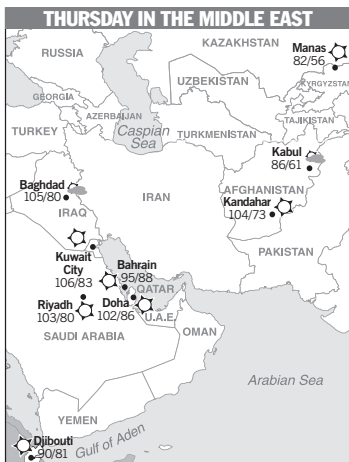 THURSDAY IN THE MIDDLE EAST
KAZAKHSTAN
RUSSIA
Manas
82/56
UZBEKISTAN
KYRGYZSTAN
GEORGIA
AZERBAIJAN
TAJIKISTAN
TURKEY
Caspian
Sea
TURKMENISTAN
Kabul
86/61
Baghdad
105/80
IRAN
AFGHANISTAN
Kandahar
104/73
IRAQ
PAKISTAN
Kuwait
City
106/83
Bahrain
95/88
QATAR
Riyadh
103/80
Doha
102/86
U.A.E.
SAUDI ARABIA
OMAN
Arabian Sea
YEMEN
Djibouti
90/81
Gulf of Aden